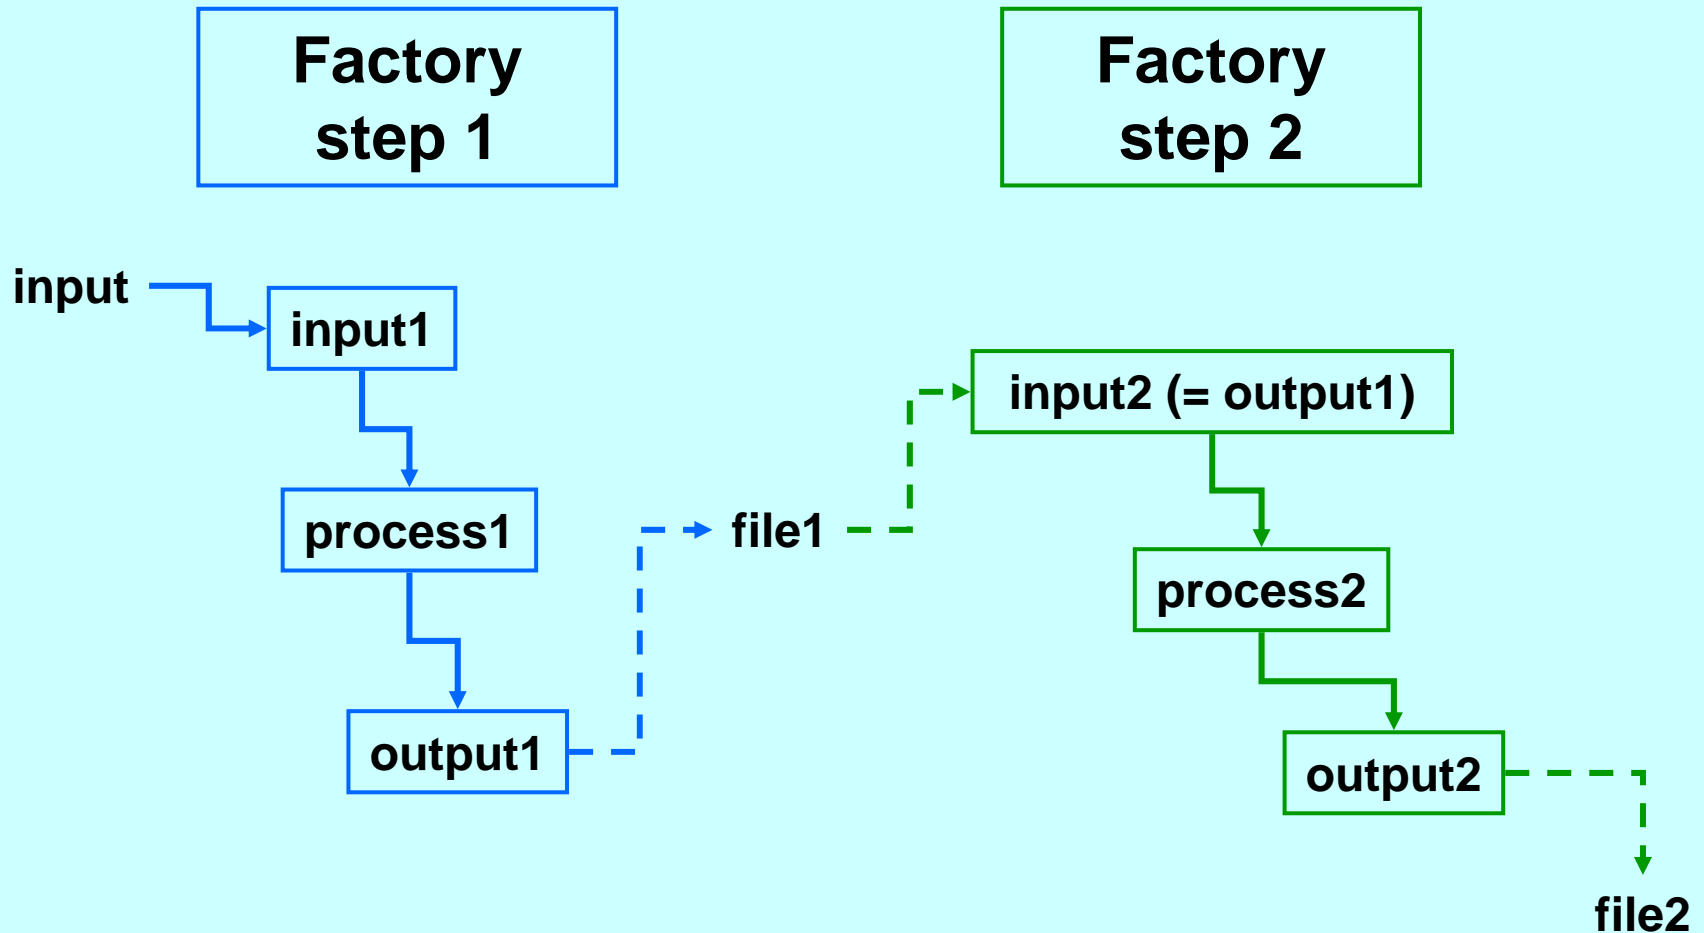 Factory
step 1
Factory
step 2
input
input1
process1
output1
file1
input2 (= output1)
process2
output2
file2